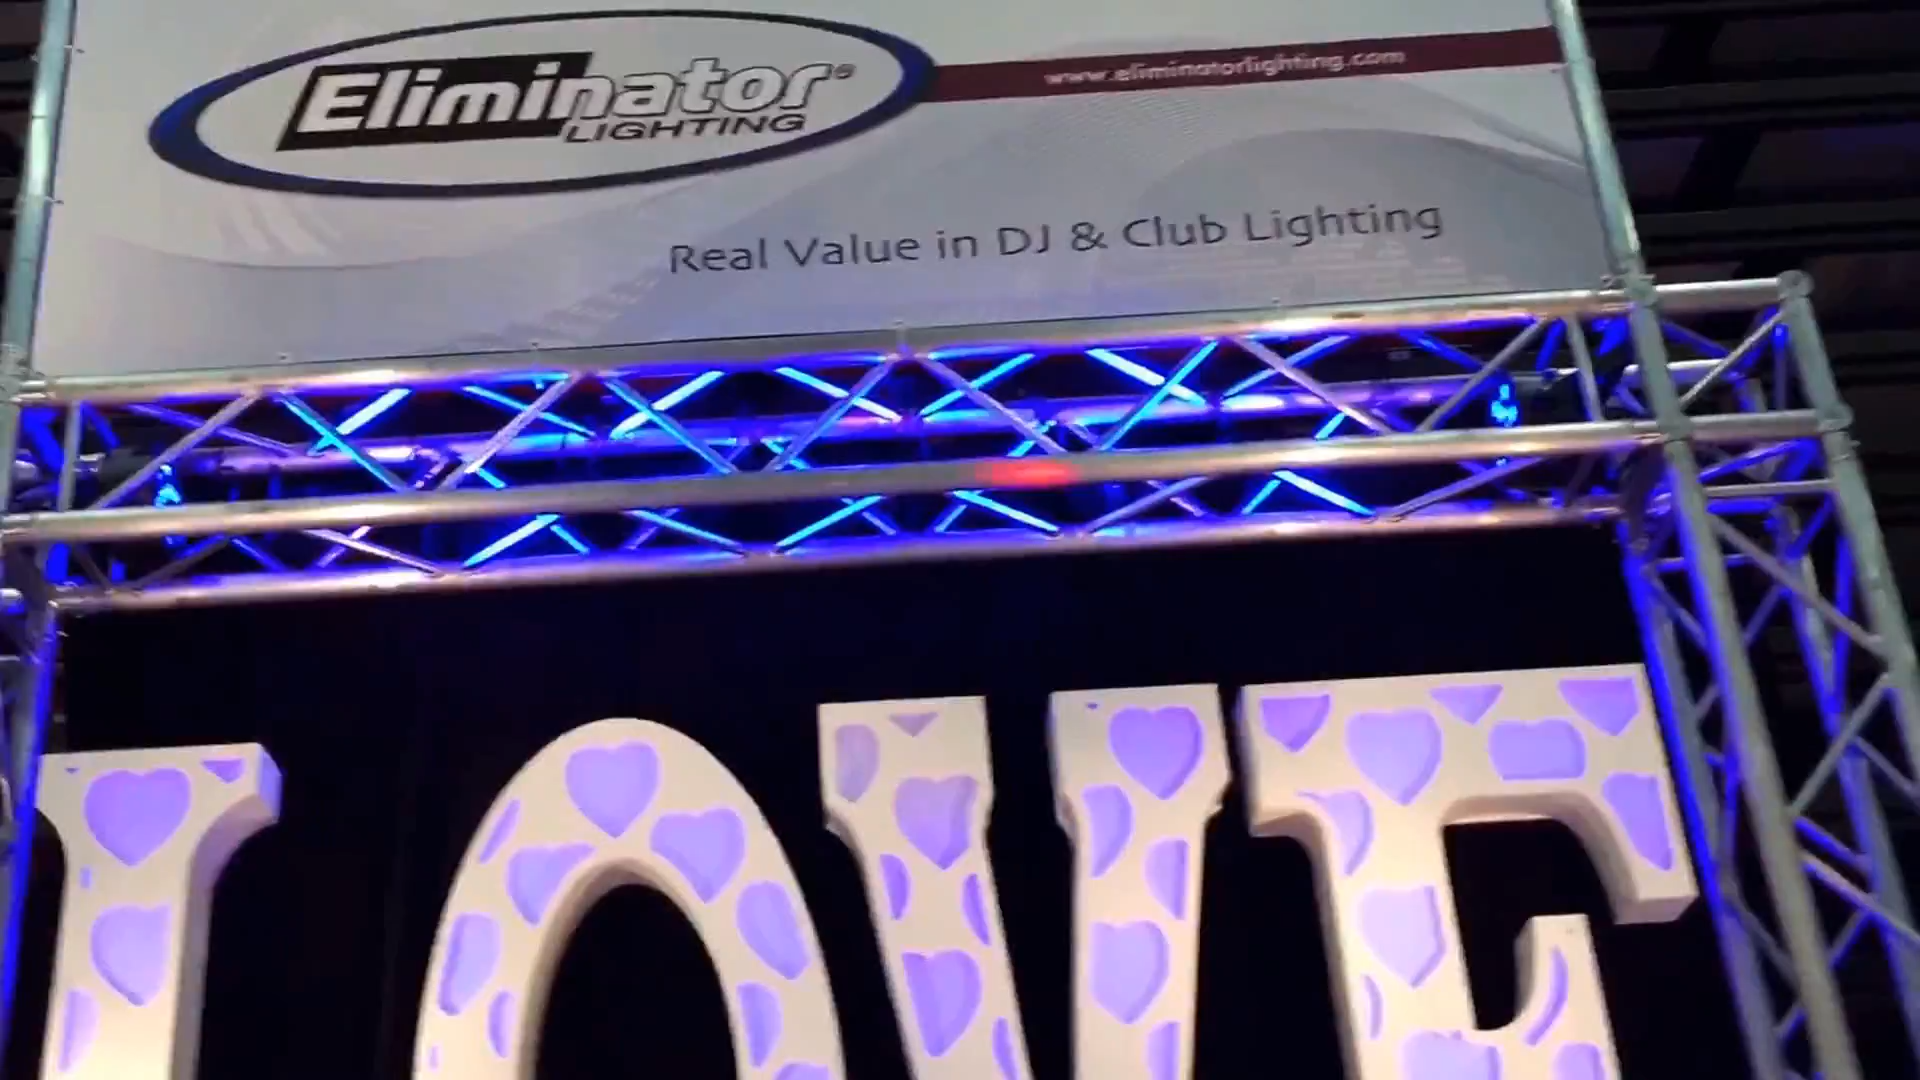 Eliminator®
LIGHTING
www.eliminatorlighting.com
Real Value in DJ & Club Lighting
LOVE